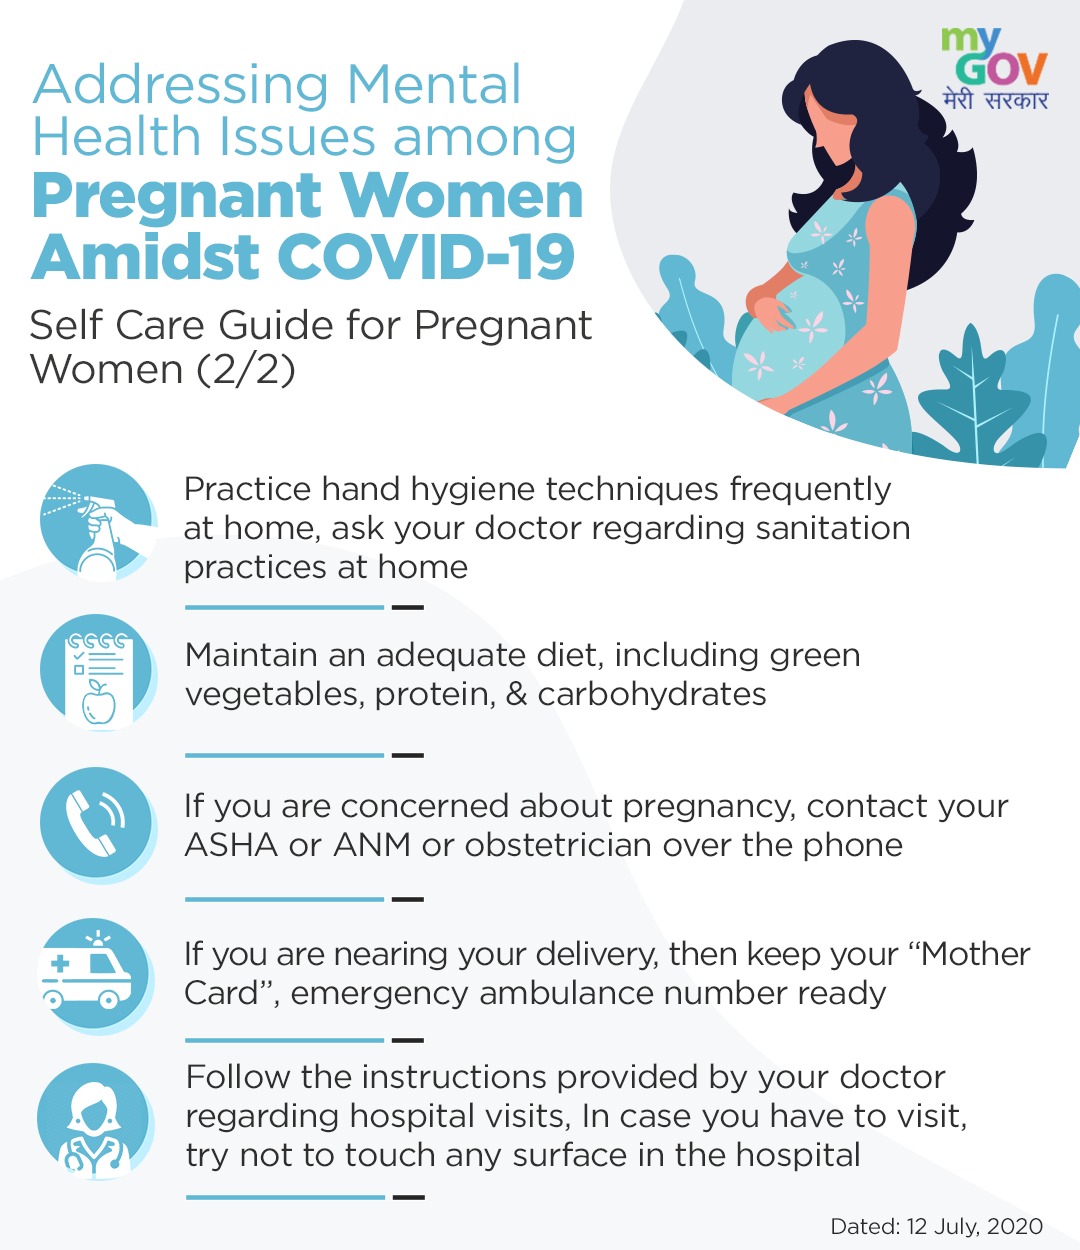 my
GOV
मेरी सरकार
Addressing Mental
Health Issues among
Pregnant Women
Amidst COVID-19
Self Care Guide for Pregnant
Women (2/2)
Practice hand hygiene techniques frequently
at home, ask your doctor regarding sanitation
practices at home
Maintain an adequate diet, including green
vegetables, protein, & carbohydrates
If you are concerned about pregnancy, contact your
ASHA or ANM or obstetrician over the phone
If you are nearing your delivery, then keep your “Mother
Card”, emergency ambulance number ready
Follow the instructions provided by your doctor
regarding hospital visits, In case you have to visit,
try not to touch any surface in the hospital
Dated: 12 July, 2020